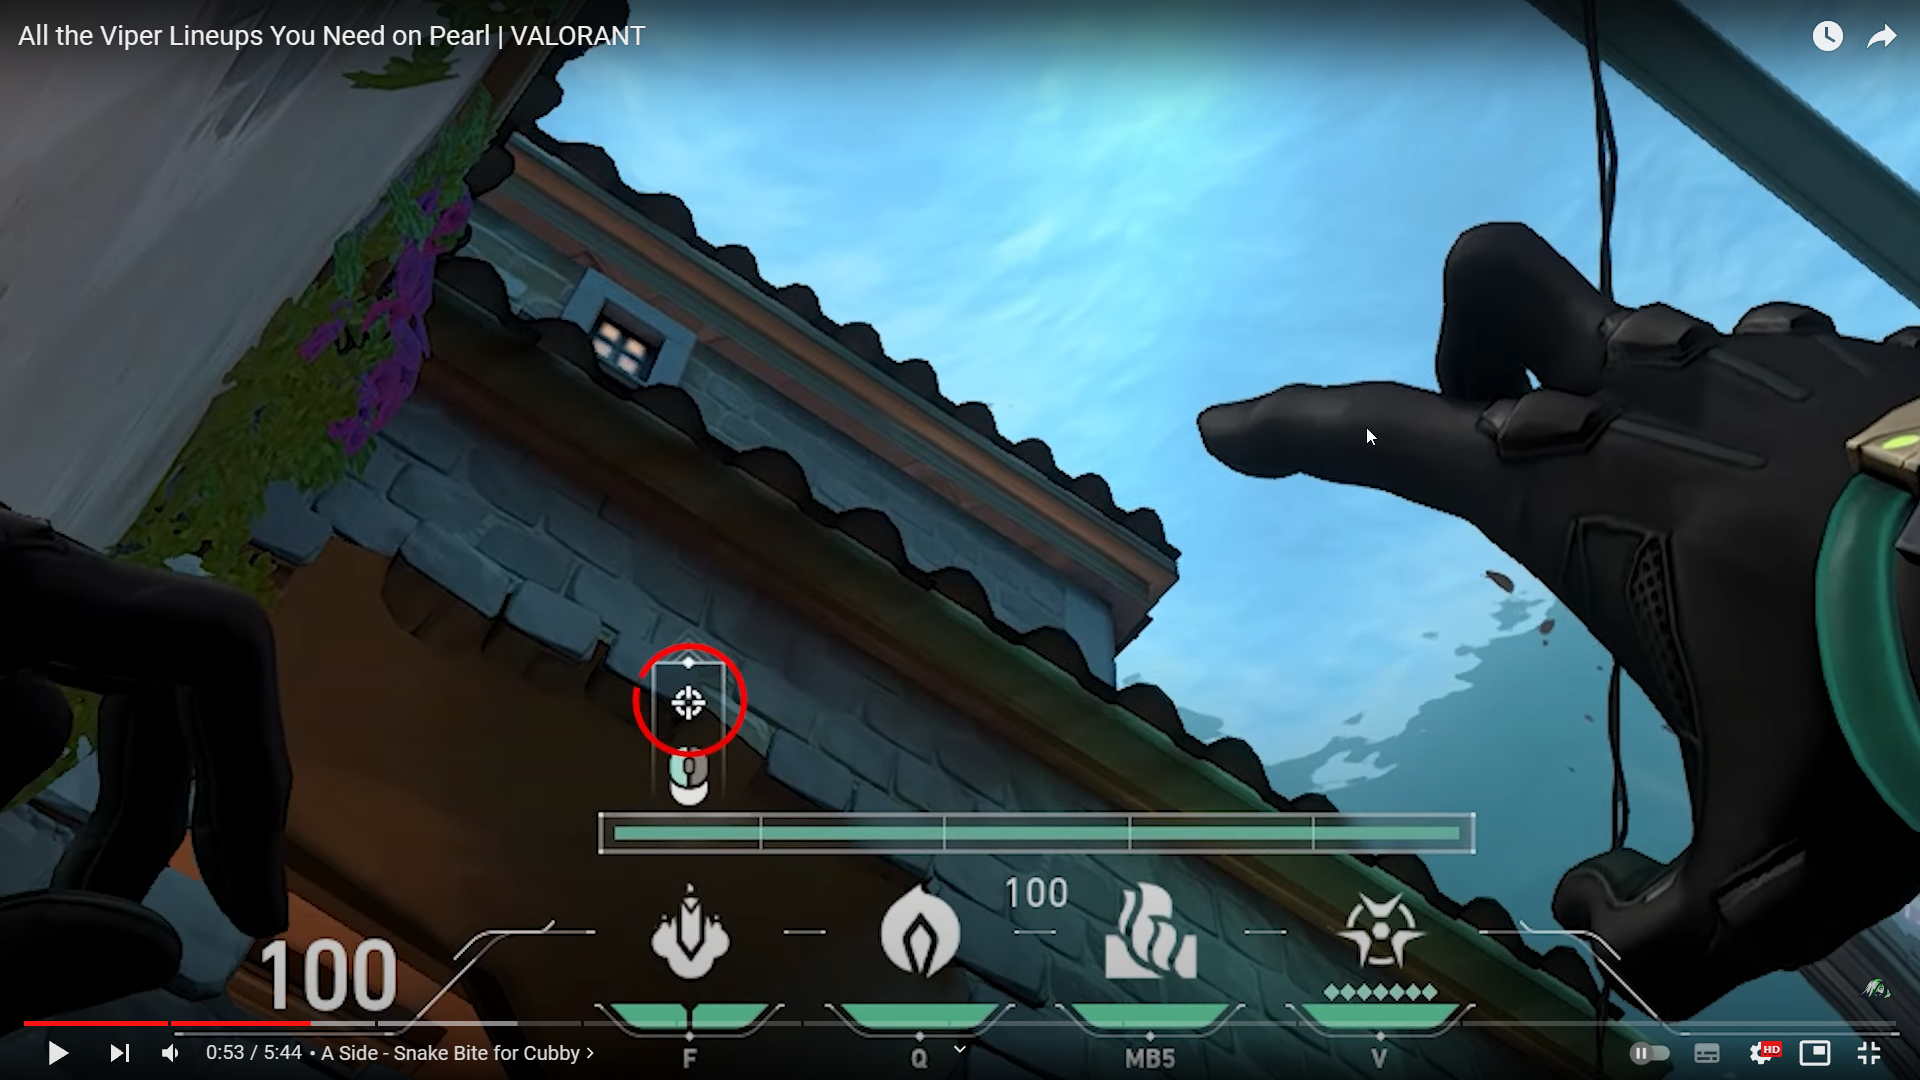 All the Viper Lineups You Need on Pearl | VALORANT
100
100
F
Q
MB5
V
0:53 / 5:44 • A Side - Snake Bite for Cubby
HD